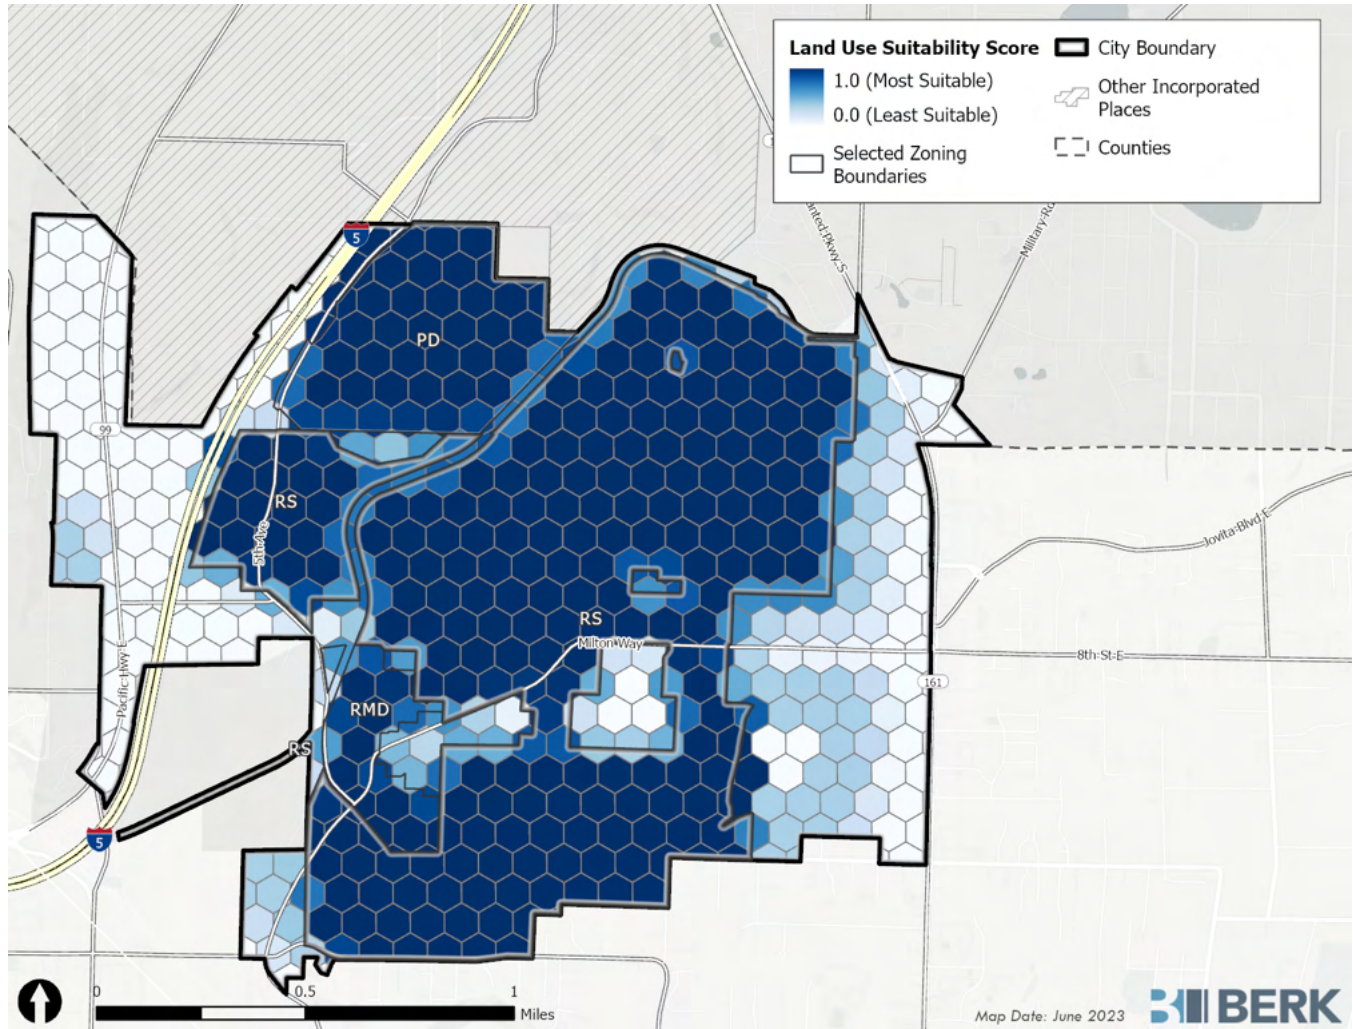 Land Use Suitability Score
1.0 (Most Suitable)
0.0 (Least Suitable)
Selected Zoning
Boundaries
City Boundary
Other Incorporated
Places
Counties
Pkwy S
Military
5
PD
99
RS
5th Ave
Jovita Blvd E
RS
Milton Way
8th St E
Pacific Hwy E
161
RMD
RS
5
0
0.5
1
Miles
Map Date: June 2023
BERK